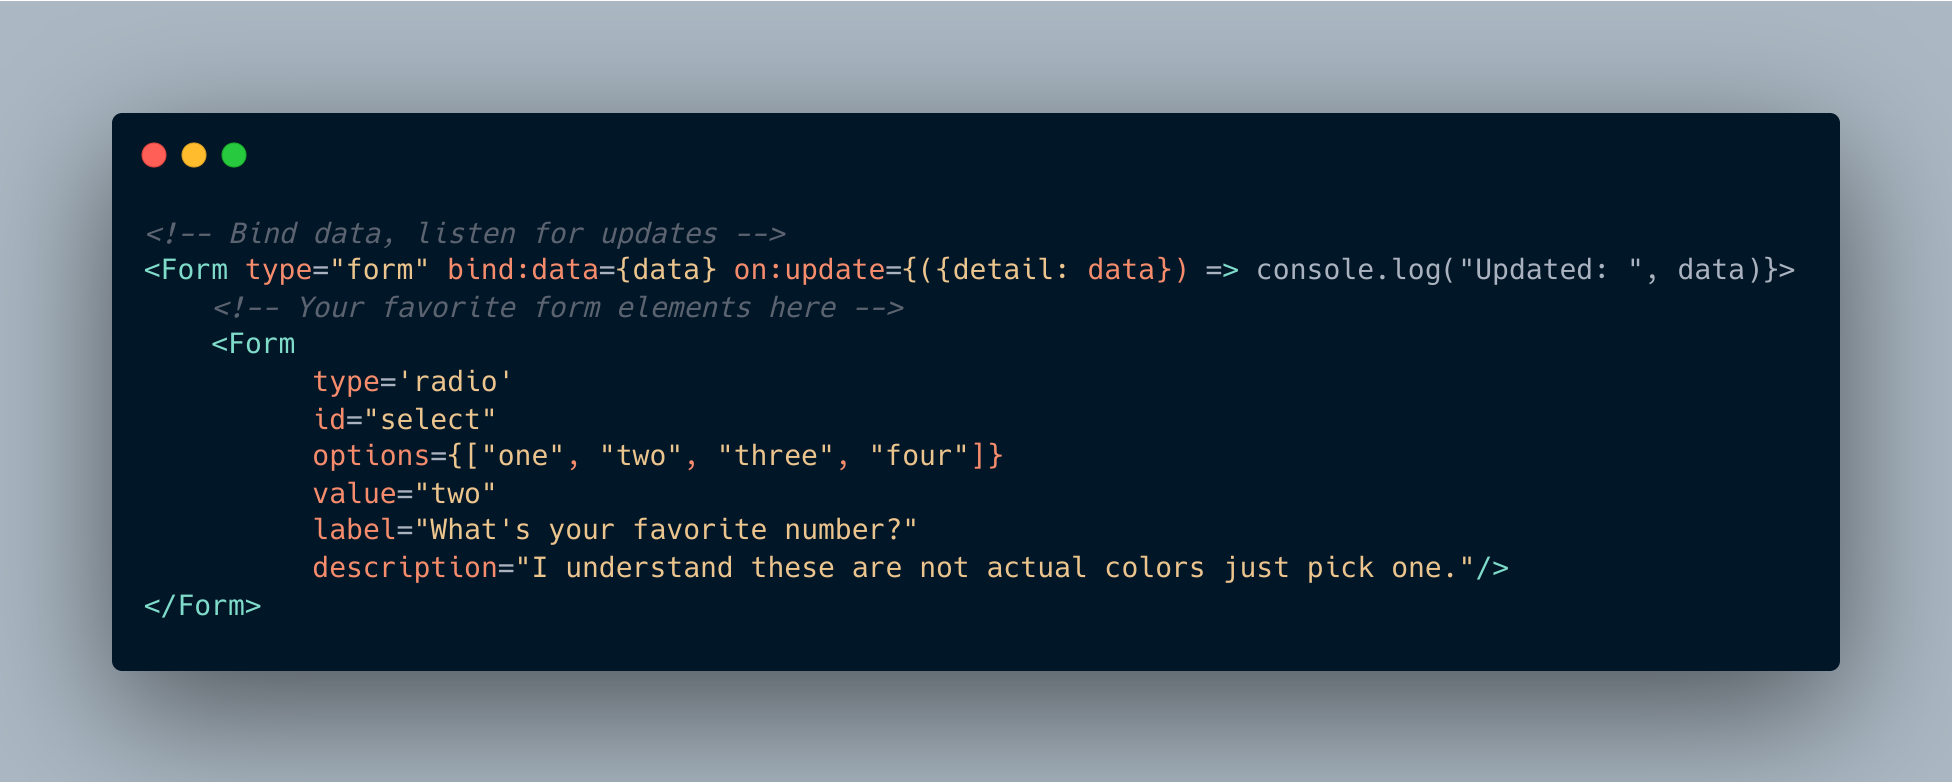 <!-- Bind data, listen for updates -->
<Form type="form" bind:data={data} on:update={({detail: data}) => console.log("Updated: ", data)}>
    <!-- Your favorite form elements here -->
    <Form
          type='radio'
          id="select"
          options={["one", "two", "three", "four"]}
          value="two"
          label="What's your favorite number?"
          description="I understand these are not actual colors just pick one."/>
</Form>